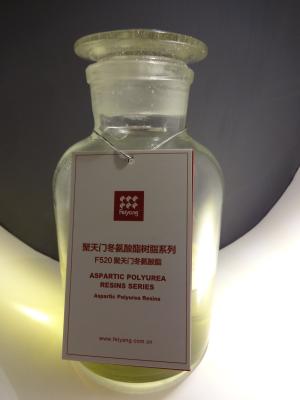 Feiyang
聚天门冬氨酸酯树脂系列
F520 聚天门冬氨酸酯
ASPARTIC POLYUREA
RESINS SERIES
Aspartic Polyurea Resins
www.feiyang.com.cn